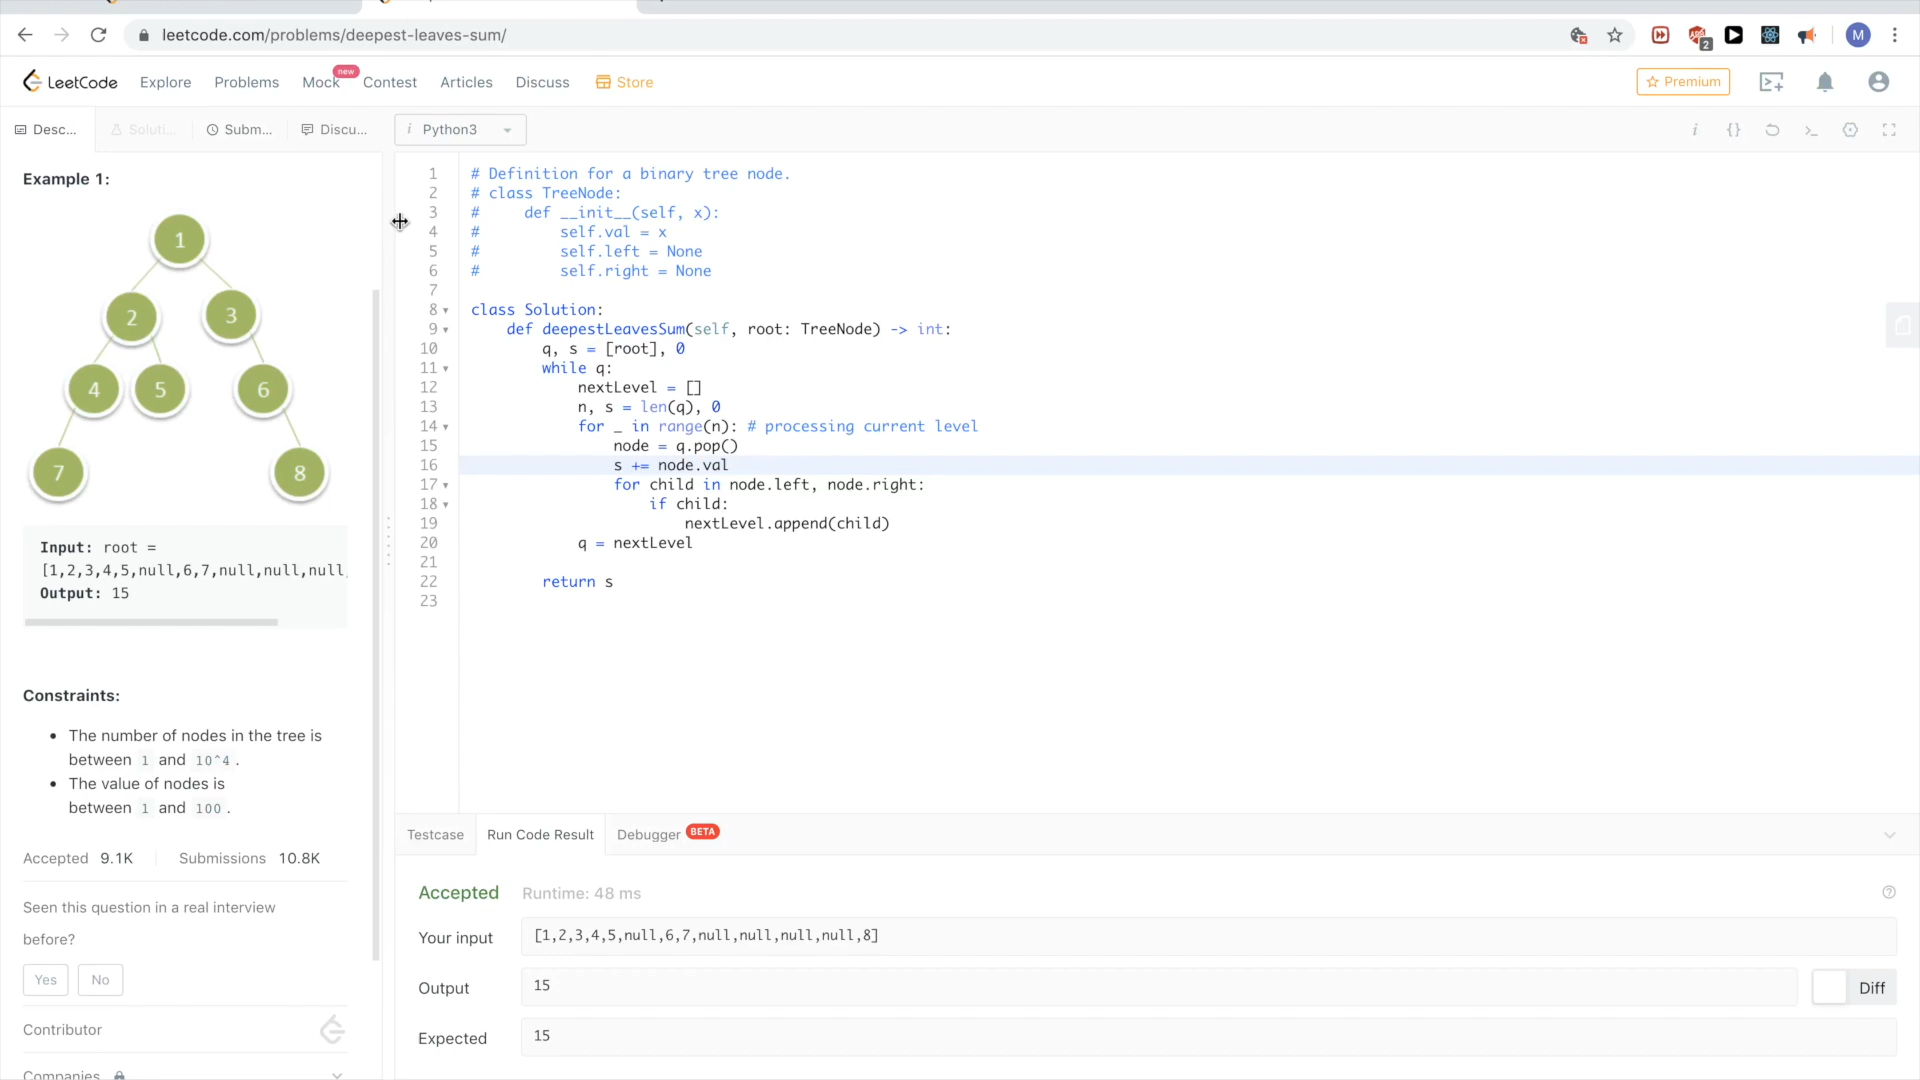 leetcode.com/problems/deepest-leaves-sum/
2
M
LeetCode
Explore
Problems
Mock
new
Contest
Articles
Discuss
Store
Premium
Desc...
Soluti...
Subm...
Discu...
i Python3
i {}
Example 1:
1
2 3
4 5 6
7 8
Input: root =
[1,2,3,4,5,null,6,7,null,null,null,
Output: 15
Constraints:
• The number of nodes in the tree is
between 1 and 10^4 .
• The value of nodes is
between 1 and 100 .
Accepted 9.1K Submissions 10.8K
Seen this question in a real interview
before?
Yes No
Contributor
Companies
1 # Definition for a binary tree node.
2 # class TreeNode:
3 #     def __init__(self, x):
4 #         self.val = x
5 #         self.left = None
6 #         self.right = None
7
8 class Solution:
9     def deepestLeavesSum(self, root: TreeNode) -> int:
10         q, s = [root], 0
11         while q:
12             nextLevel = []
13             n, s = len(q), 0
14             for _ in range(n): # processing current level
15                 node = q.pop()
16                 s += node.val
17                 for child in node.left, node.right:
18                     if child:
19                         nextLevel.append(child)
20             q = nextLevel
21
22         return s
23
Testcase
Run Code Result
Debugger BETA
Accepted Runtime: 48 ms
Your input [1,2,3,4,5,null,6,7,null,null,null,null,8]
Output 15 Diff
Expected 15